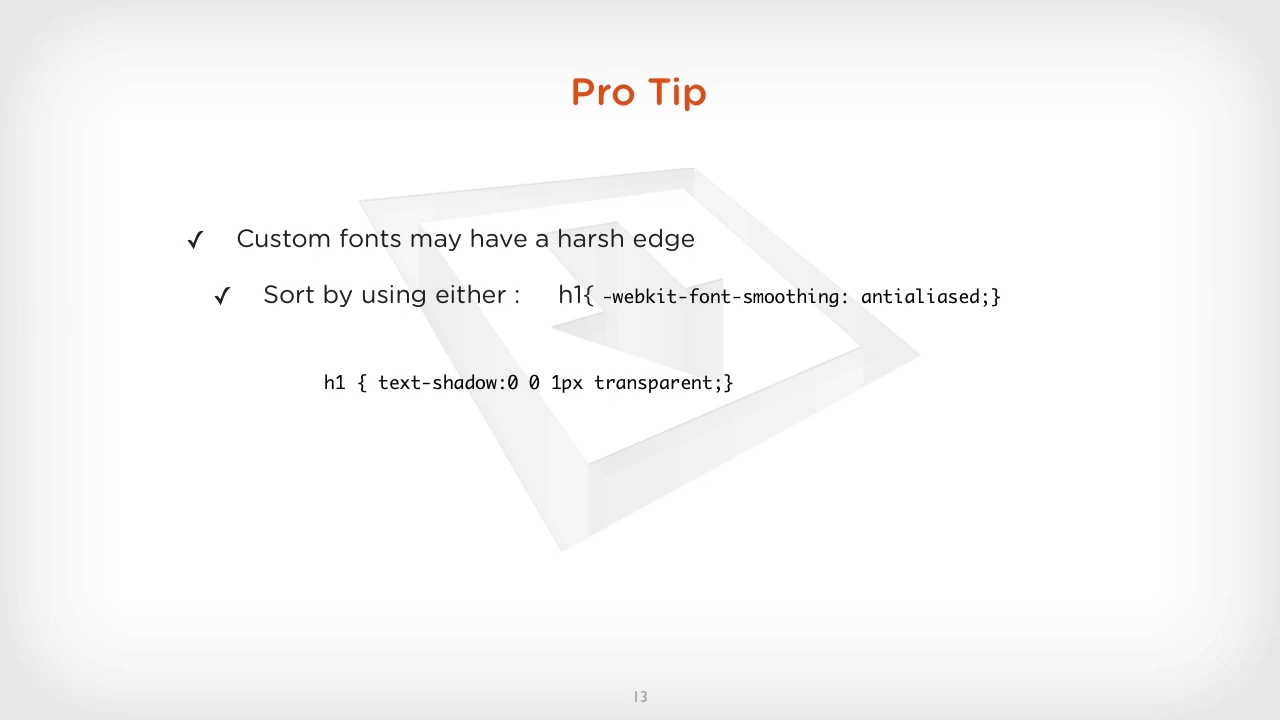 Pro Tip
✓ Custom fonts may have a harsh edge
✓ Sort by using either : h1{ -webkit-font-smoothing: antialiased;}
h1 { text-shadow:0 0 1px transparent;}
13